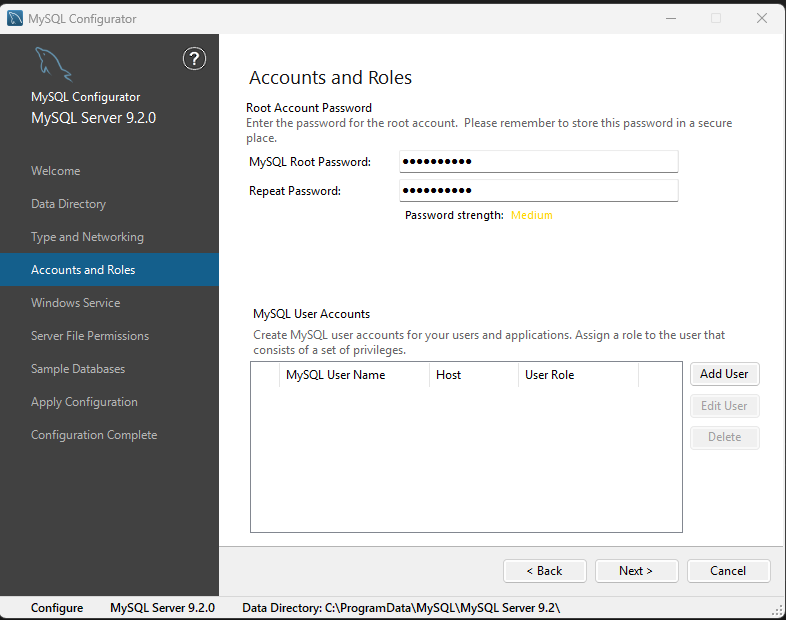 MySQL Configurator
?
MySQL Configurator
MySQL Server 9.2.0
Welcome
Data Directory
Type and Networking
Accounts and Roles
Windows Service
Server File Permissions
Sample Databases
Apply Configuration
Configuration Complete
Accounts and Roles
Root Account Password
Enter the password for the root account.  Please remember to store this password in a secure
place.
MySQL Root Password: ●●●●●●●●●●
Repeat Password: ●●●●●●●●●●
Password strength: Medium
MySQL User Accounts
Create MySQL user accounts for your users and applications. Assign a role to the user that
consists of a set of privileges.
MySQL User Name Host User Role
Add User
Edit User
Delete
< Back Next > Cancel
Configure MySQL Server 9.2.0 Data Directory: C:\ProgramData\MySQL\MySQL Server 9.2\